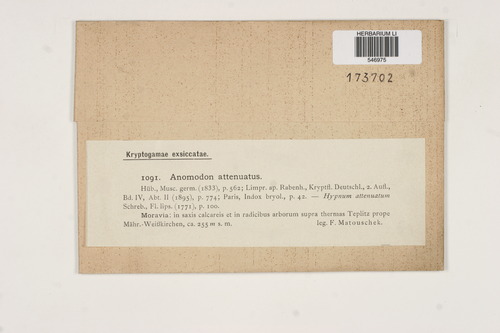 HERBARIUM LI
546975
173702
Kryptogamae exsiccatae.
1091. Anomodon attenuatus.
Hüb., Musc. germ. (1833), p. 562; Limpr. ap. Rabenh., Kryptfl. Deutschl., 2. Aufl.,
Bd. IV, Abt. II (1895), p. 774; Paris, Index bryol., p. 42. — Hypnum attenuatum
Schreb., Fl. lips. (1771), p. 100.
Moravia: in saxis calcareis et in radicibus arborum supra thermas Teplitz prope
Mähr.-Weißkirchen, ca. 255 m s. m. leg. F. Matouschek.